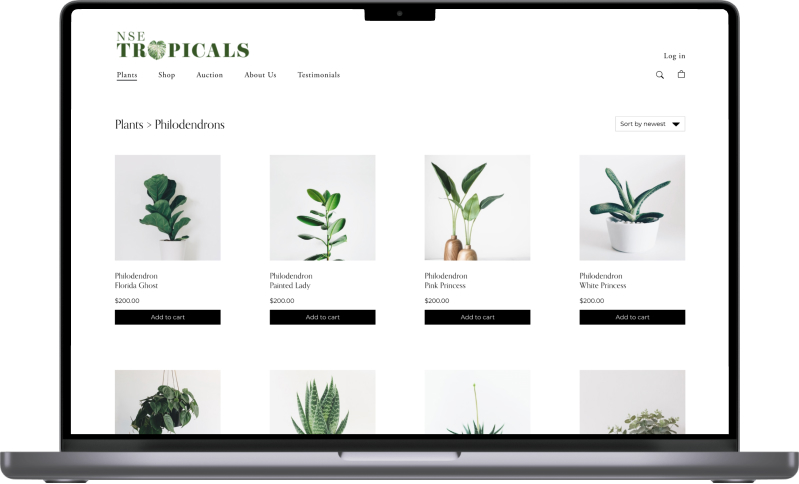 NSE
TROPICALS
Log in
Plants Shop Auction About Us Testimonials
Plants > Philodendrons
Sort by newest
Philodendron
Florida Ghost
$200.00
Add to cart
Philodendron
Painted Lady
$200.00
Add to cart
Philodendron
Pink Princess
$200.00
Add to cart
Philodendron
White Princess
$200.00
Add to cart